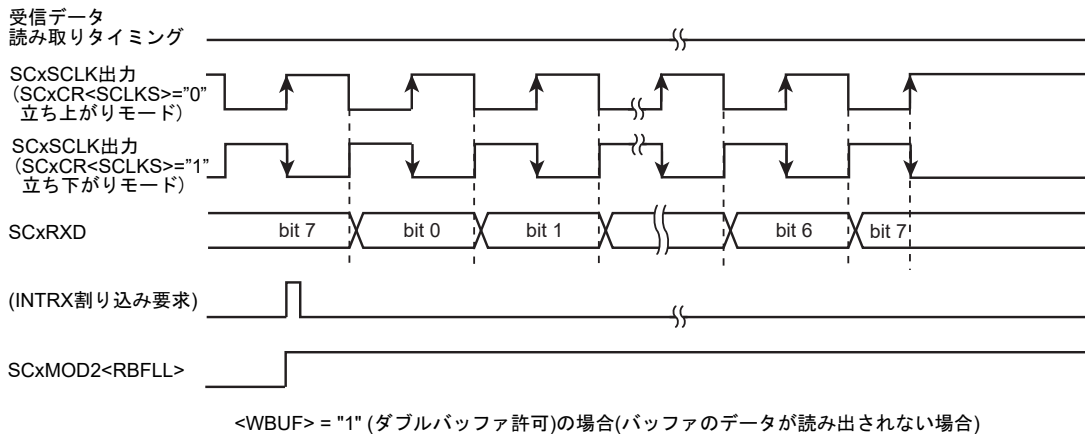 受信データ
読み取りタイミング
SCxSCLK出力
(SCxCR<SCLKS>="0"
立ち上がりモード)
SCxSCLK出力
(SCxCR<SCLKS>="1"
立ち下がりモード)
SCxRXD
bit 7 bit 0 bit 1 bit 6 bit 7
(INTRX割り込み要求)
SCxMOD2<RBFLL>
<WBUF> = "1" (ダブルバッファ許可)の場合(バッファのデータが読み出されない場合)